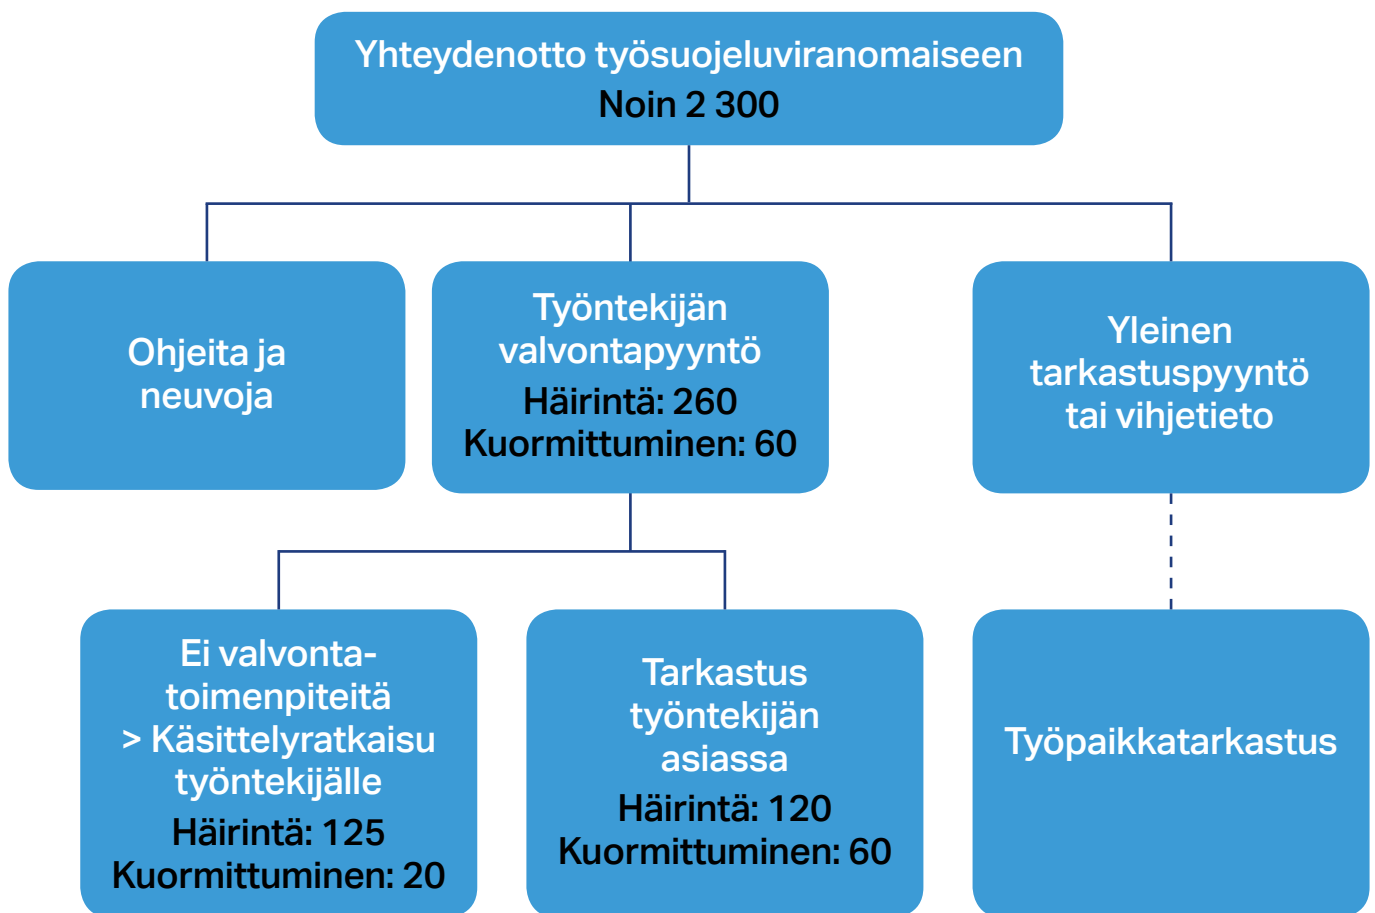 Yhteydenotto työsuojeluviranomaiseen
Noin 2 300
Ohjeita ja
neuvoja
Työntekijän
valvontapyyntö
Häirintä: 260
Kuormittuminen: 60
Yleinen
tarkastuspyyntö
tai vihjetieto
Ei valvonta-
toimenpiteitä
> Käsittelyratkaisu
työntekijälle
Häirintä: 125
Kuormittuminen: 20
Tarkastus
työntekijän
asiassa
Häirintä: 120
Kuormittuminen: 60
Työpaikkatarkastus